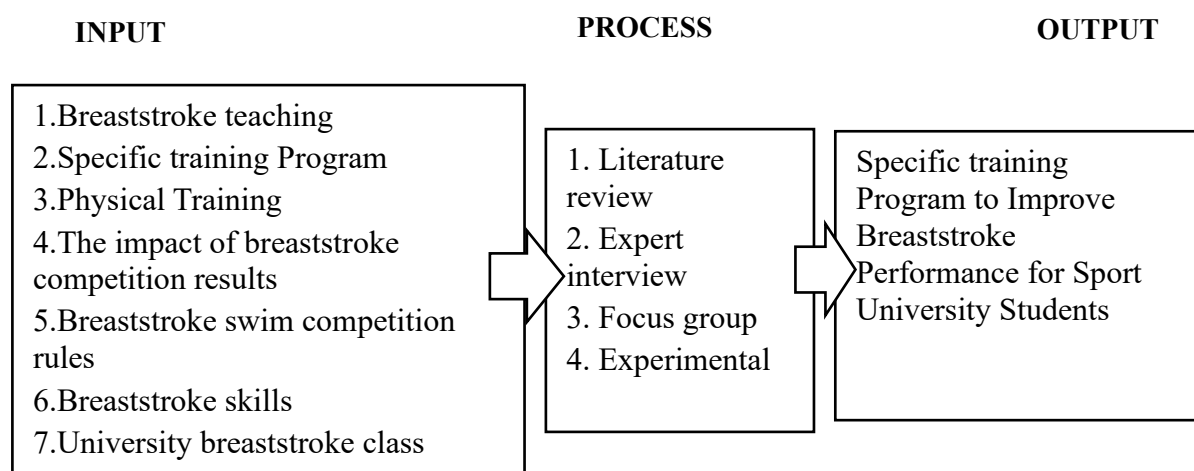 INPUT
PROCESS
OUTPUT
1.Breaststroke teaching
2.Specific training Program
3.Physical Training
4.The impact of breaststroke
competition results
5.Breaststroke swim competition
rules
6.Breaststroke skills
7.University breaststroke class
1. Literature
review
2. Expert
interview
3. Focus group
4. Experimental
Specific training
Program to Improve
Breaststroke
Performance for Sport
University Students